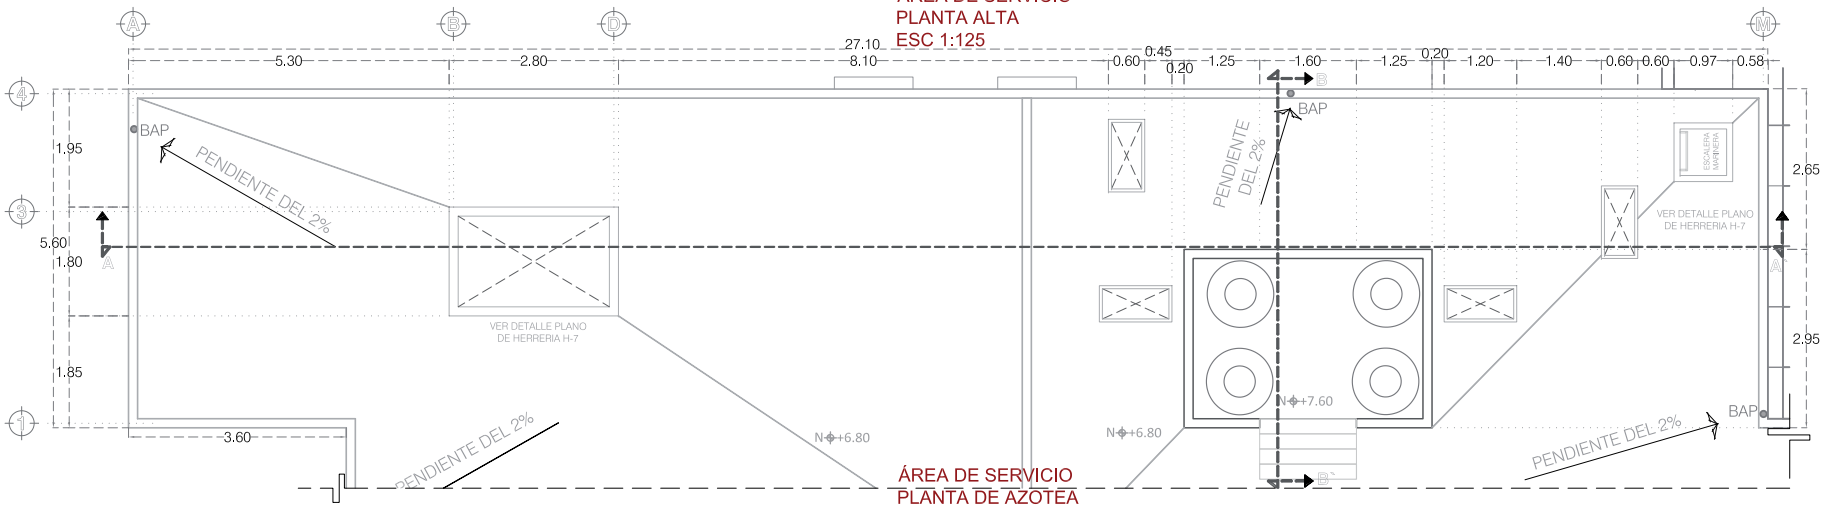 ÁREA DE SERVICIO
PLANTA ALTA
ESC 1:125
A
B
D
M
27.10
0.45
0.20
5.30
2.80
8.10
0.60
0.20
1.25
1.60
1.25
1.20
1.40
0.60
0.60
0.97
0.58
B
4
BAP
BAP
1.95
PENDIENTE DEL 2%
PENDIENTE
DEL 2%
ESCALERA
MARINERA
2.65
3
VER DETALLE PLANO
DE HERRERIA H-7
5.60
1.80
A
A`
VER DETALLE PLANO
DE HERRERIA H-7
2.95
1.85
N +7.60
BAP
1
3.60
N +6.80
N +6.80
PENDIENTE DEL 2%
PENDIENTE DEL 2%
B`
ÁREA DE SERVICIO
PLANTA DE AZOTEA